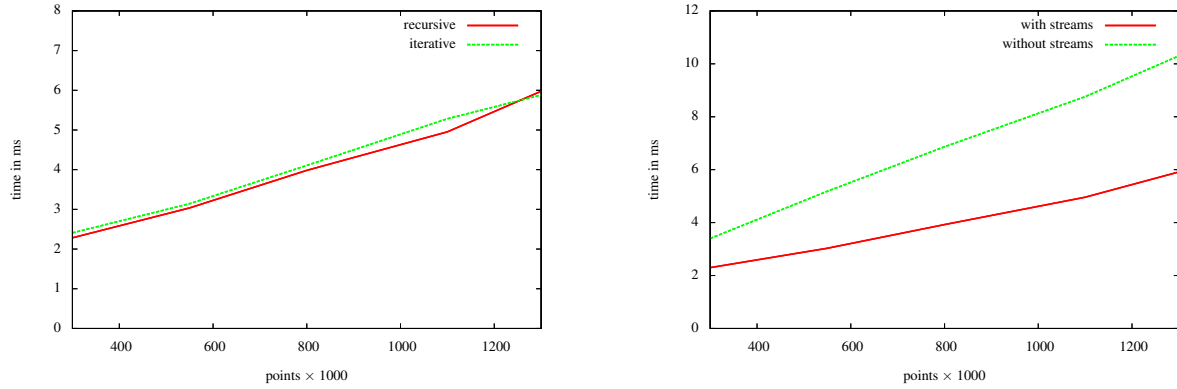 8
7
6
5
4
3
2
1
0
time in ms
recursive
iterative
400 600 800 1000 1200
points × 1000
12
10
8
6
4
2
0
time in ms
with streams
without streams
400 600 800 1000 1200
points × 1000